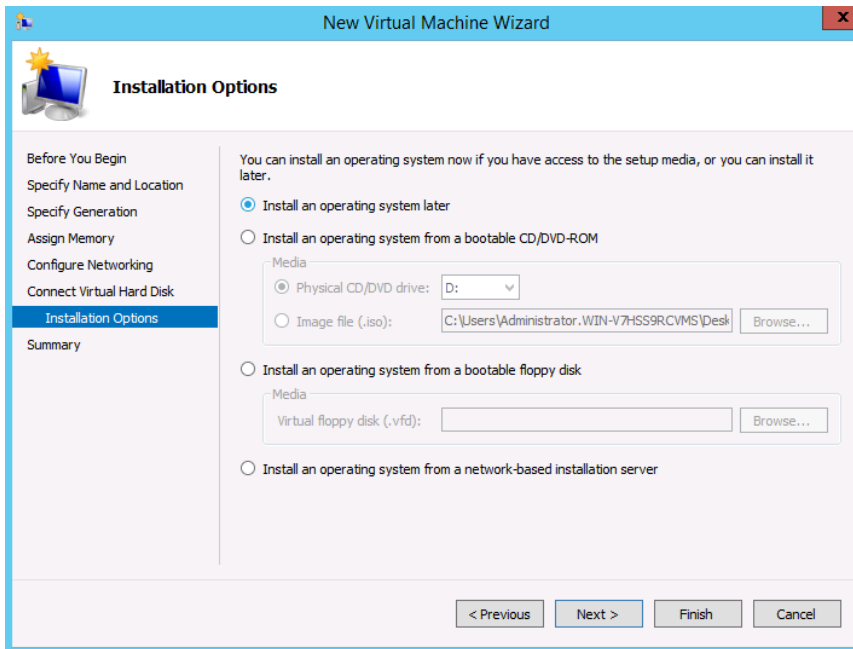 New Virtual Machine Wizard
x
Installation Options
Before You Begin
Specify Name and Location
Specify Generation
Assign Memory
Configure Networking
Connect Virtual Hard Disk
Installation Options
Summary
You can install an operating system now if you have access to the setup media, or you can install it
later.
Install an operating system later
Install an operating system from a bootable CD/DVD-ROM
Media
Physical CD/DVD drive: D:
Image file (.iso): C:\Users\Administrator.WIN-V7HSS9RCVMS\Desk Browse...
Install an operating system from a bootable floppy disk
Media
Virtual floppy disk (.vfd): Browse...
Install an operating system from a network-based installation server
< Previous Next > Finish Cancel